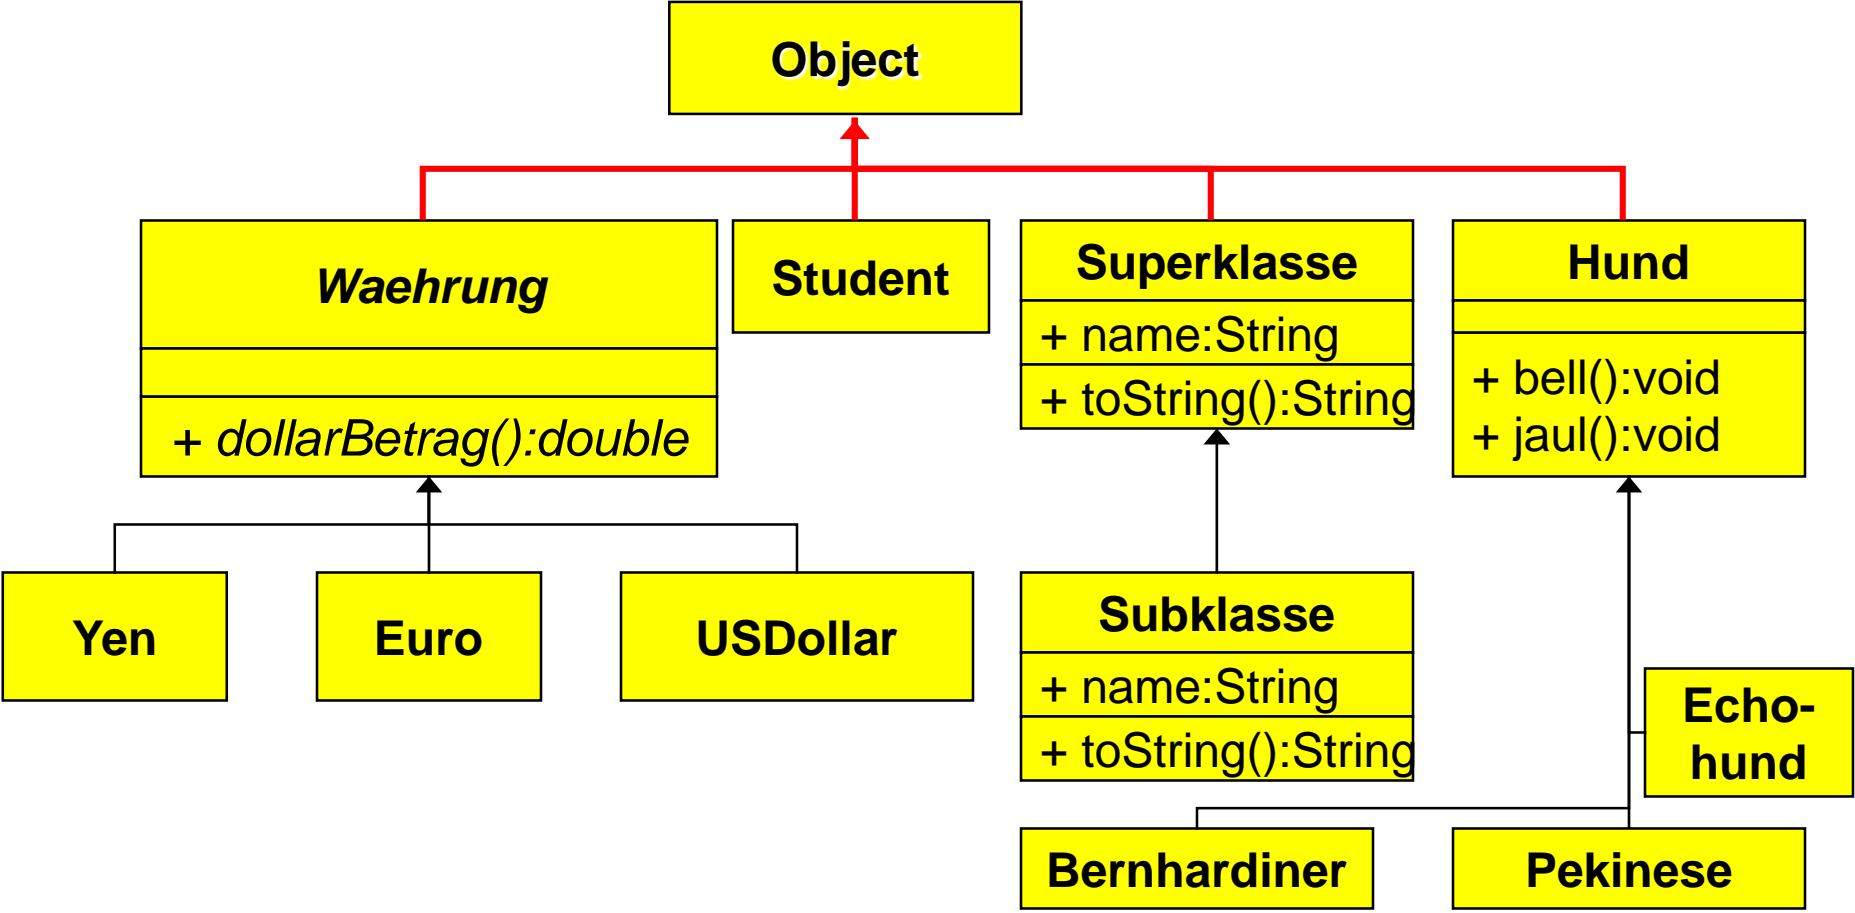 Object
Waehrung
+ dollarBetrag():double
Student
Superklasse
+ name:String
+ toString():String
Hund
+ bell():void
+ jaul():void
Yen
Euro
USDollar
Subklasse
+ name:String
+ toString():String
Echo-
hund
Bernhardiner
Pekinese